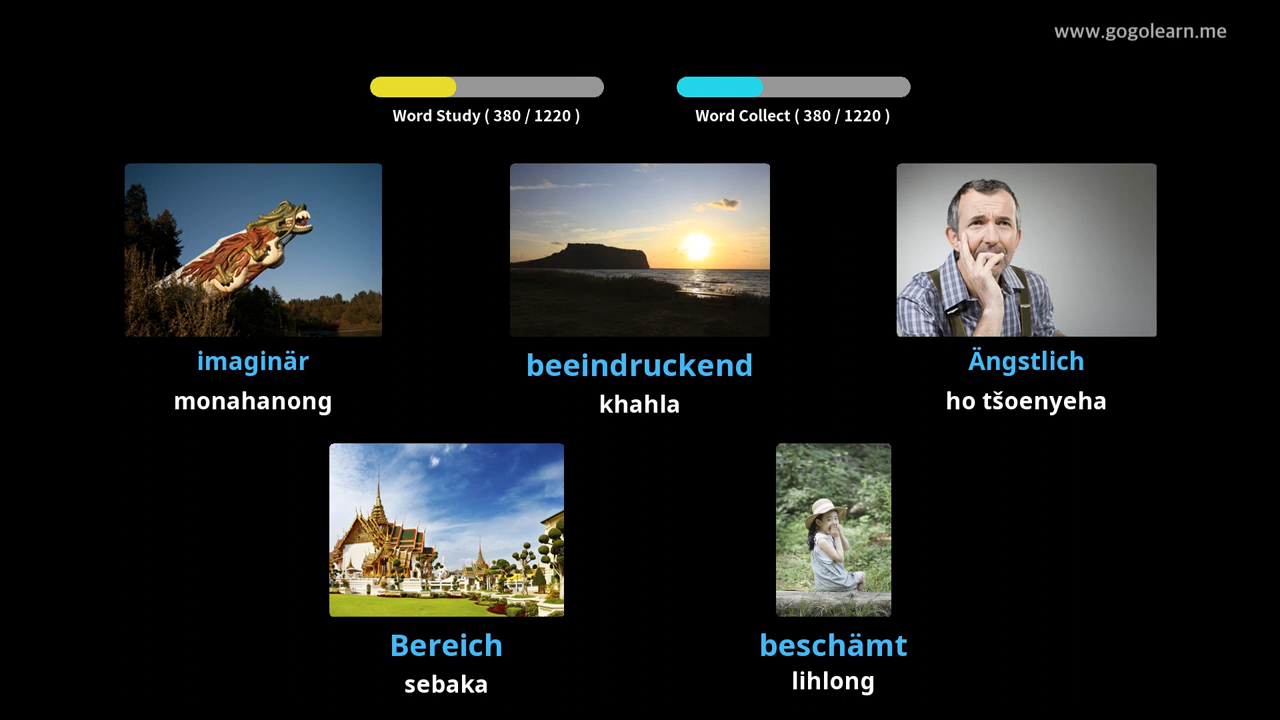 www.gogolearn.me
Word Study ( 380 / 1220 )
Word Collect ( 380 / 1220 )
imaginär
monahanong
beeindruckend
khahla
Ängstlich
ho tšoenyeha
Bereich
sebaka
beschämt
lihlong